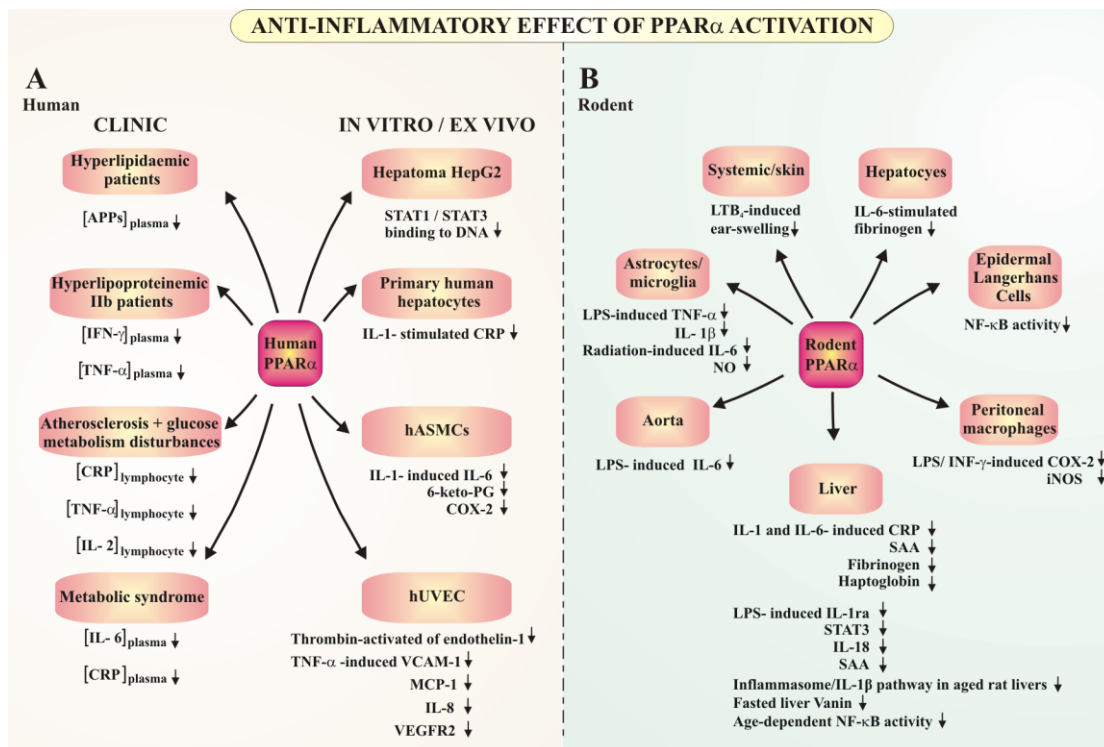 ANTI-INFLAMMATORY EFFECT OF PPARα ACTIVATION
A
Human
CLINIC
Hyperlipidaemic
patients
[APPs]plasma ↓
Hyperlipoproteinemic
IIb patients
[IFN-γ]plasma ↓
[TNF-α]plasma ↓
Atherosclerosis + glucose
metabolism disturbances
[CRP]lymphocyte ↓
[TNF-α]lymphocyte ↓
[IL- 2]lymphocyte ↓
Metabolic syndrome
[IL- 6]plasma ↓
[CRP]plasma ↓
Human
PPARα
IN VITRO / EX VIVO
Hepatoma HepG2
STAT1 / STAT3
binding to DNA ↓
Primary human
hepatocytes
IL-1- stimulated CRP ↓
hASMCs
IL-1- induced IL-6 ↓
6-keto-PG ↓
COX-2 ↓
hUVEC
Thrombin-activated of endothelin-1 ↓
TNF-α -induced VCAM-1 ↓
MCP-1 ↓
IL-8 ↓
VEGFR2 ↓
B
Rodent
Systemic/skin
LTB₄-induced
ear-swelling ↓
Hepatocyes
IL-6-stimulated
fibrinogen ↓
Astrocytes/
microglia
LPS-induced TNF-α ↓
IL- 1β ↓
Radiation-induced IL-6 ↓
NO ↓
Epidermal
Langerhans
Cells
NF-κB activity ↓
Rodent
PPARα
Aorta
LPS- induced IL-6 ↓
Peritoneal
macrophages
LPS/ INF-γ-induced COX-2 ↓
iNOS ↓
Liver
IL-1 and IL-6- induced CRP ↓
SAA ↓
Fibrinogen ↓
Haptoglobin ↓
LPS- induced IL-1ra ↓
STAT3 ↓
IL-18 ↓
SAA ↓
Inflammasome/IL-1β pathway in aged rat livers ↓
Fasted liver Vanin ↓
Age-dependent NF-κB activity ↓